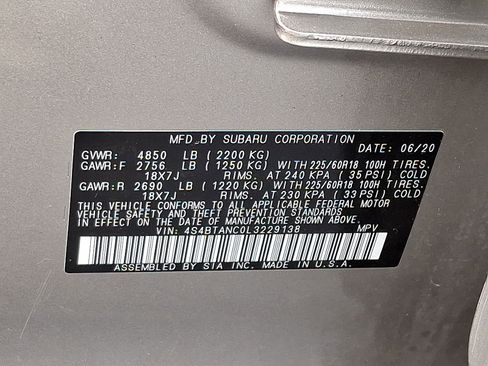 MFD. BY SUBARU CORPORATION
GVWR: 4850 LB (2200 KG) DATE: 06/20
GAWR:F 2756 LB (1250 KG) WITH 225/60R18 100H TIRES.
18X7J RIMS. AT 240 KPA (35 PSI) COLD
GAWR:R 2690 LB (1220 KG) WITH 225/60R18 100H TIRES.
18X7J RIMS. AT 230 KPA (33 PSI) COLD
THIS VEHICLE CONFORMS TO ALL APPLICABLE FEDERAL MOTOR
VEHICLE SAFETY AND BUMPER STANDARDS IN EFFECT ON THE
DATE OF MANUFACTURE SHOWN ABOVE.
VIN: 4S4BTANC0L3229138 MPV
ASSEMBLED BY SIA INC. MADE IN U.S.A.